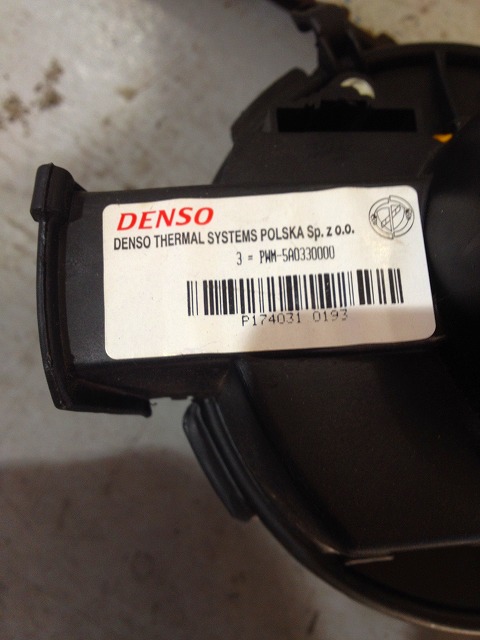 DENSO
DENSO THERMAL SYSTEMS POLSKA Sp. z o.o.
3 = PWM-5A0330000
P174031 0193